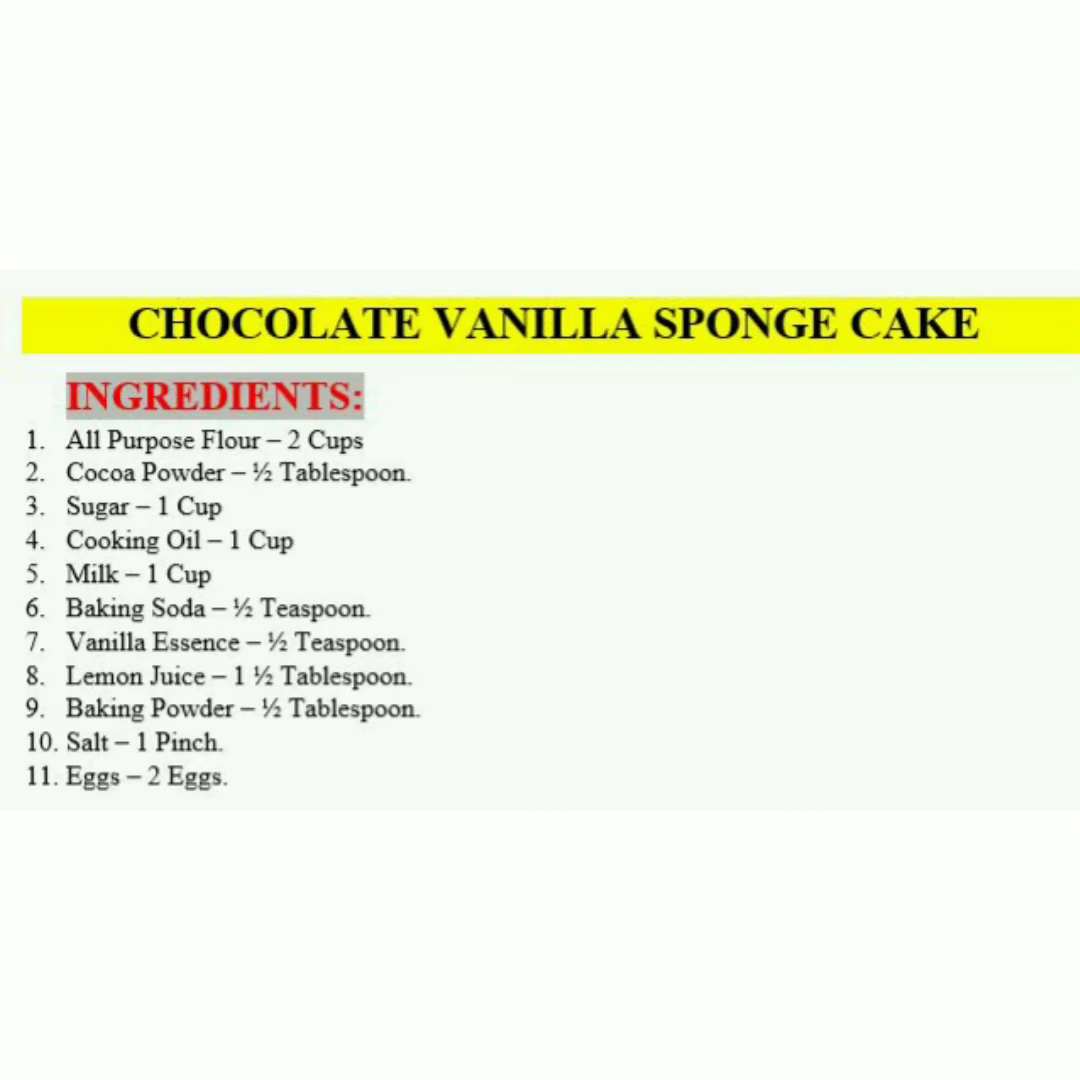 CHOCOLATE VANILLA SPONGE CAKE
INGREDIENTS:
1. All Purpose Flour – 2 Cups
2. Cocoa Powder – ½ Tablespoon.
3. Sugar – 1 Cup
4. Cooking Oil – 1 Cup
5. Milk – 1 Cup
6. Baking Soda – ½ Teaspoon.
7. Vanilla Essence – ½ Teaspoon.
8. Lemon Juice – 1 ½ Tablespoon.
9. Baking Powder – ½ Tablespoon.
10. Salt – 1 Pinch.
11. Eggs – 2 Eggs.